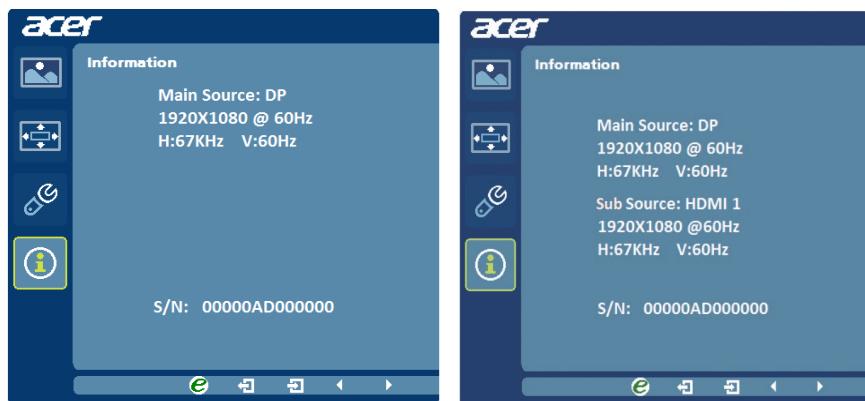 acer
Information
Main Source: DP
1920X1080 @ 60Hz
H:67KHz V:60Hz
S/N: 00000AD000000
e
acer
Information
Main Source: DP
1920X1080 @ 60Hz
H:67KHz V:60Hz
Sub Source: HDMI 1
1920X1080 @60Hz
H:67KHz V:60Hz
S/N: 00000AD000000
e